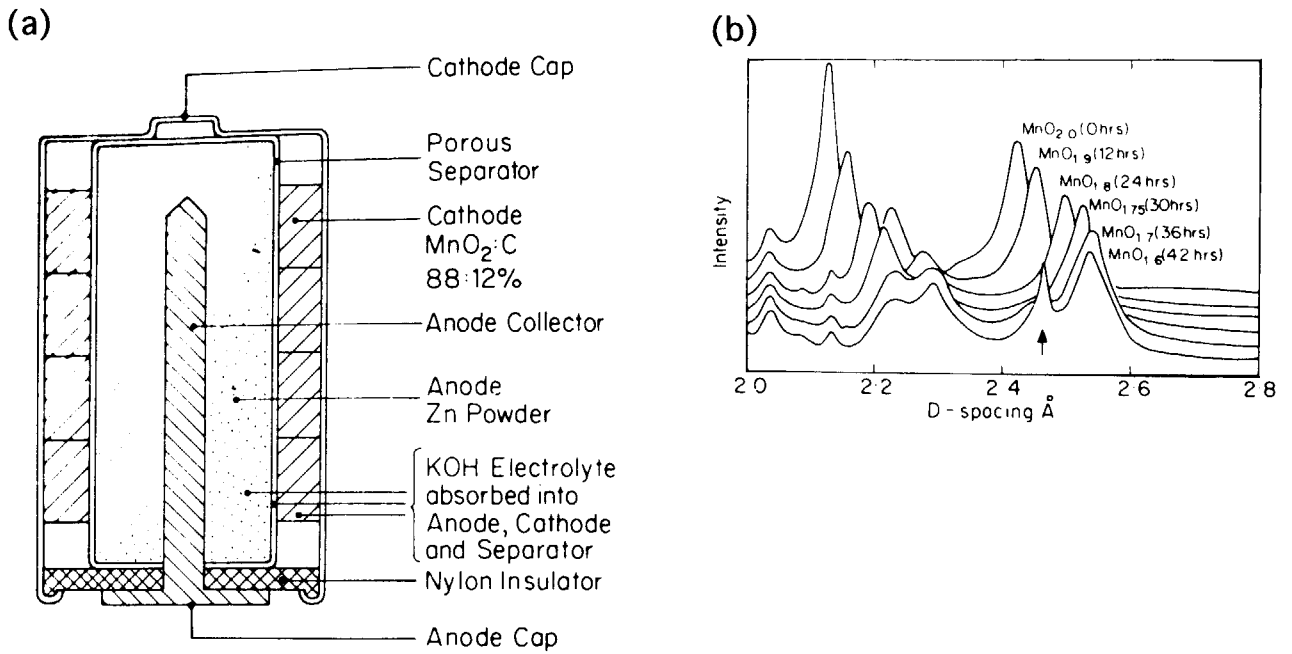 (a)
Cathode Cap
Porous
Separator
Cathode
MnO₂:C
88:12%
Anode Collector
Anode
Zn Powder
KOH Electrolyte
absorbed into
Anode, Cathode
and Separator
Nylon Insulator
Anode Cap
(b)
Intensity
MnO₂.₀ (0hrs)
MnO₁.₉ (12hrs)
MnO₁.₈ (24hrs)
MnO₁.₇₅ (30hrs)
MnO₁.₇ (36hrs)
MnO₁.₆ (42hrs)
2·0 2·2 2·4 2·6 2·8
D-spacing Å